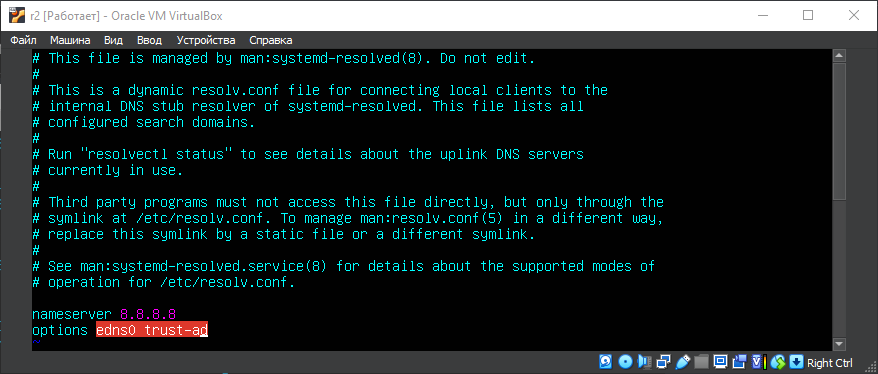 r2 [Работает] - Oracle VM VirtualBox
Файл Машина Вид Ввод Устройства Справка
# This file is managed by man:systemd-resolved(8). Do not edit.
#
# This is a dynamic resolv.conf file for connecting local clients to the
# internal DNS stub resolver of systemd-resolved. This file lists all
# configured search domains.
#
# Run "resolvectl status" to see details about the uplink DNS servers
# currently in use.
#
# Third party programs must not access this file directly, but only through the
# symlink at /etc/resolv.conf. To manage man:resolv.conf(5) in a different way,
# replace this symlink by a static file or a different symlink.
#
# See man:systemd-resolved.service(8) for details about the supported modes of
# operation for /etc/resolv.conf.
nameserver 8.8.8.8
options edns0 trust-ad
~
Right Ctrl